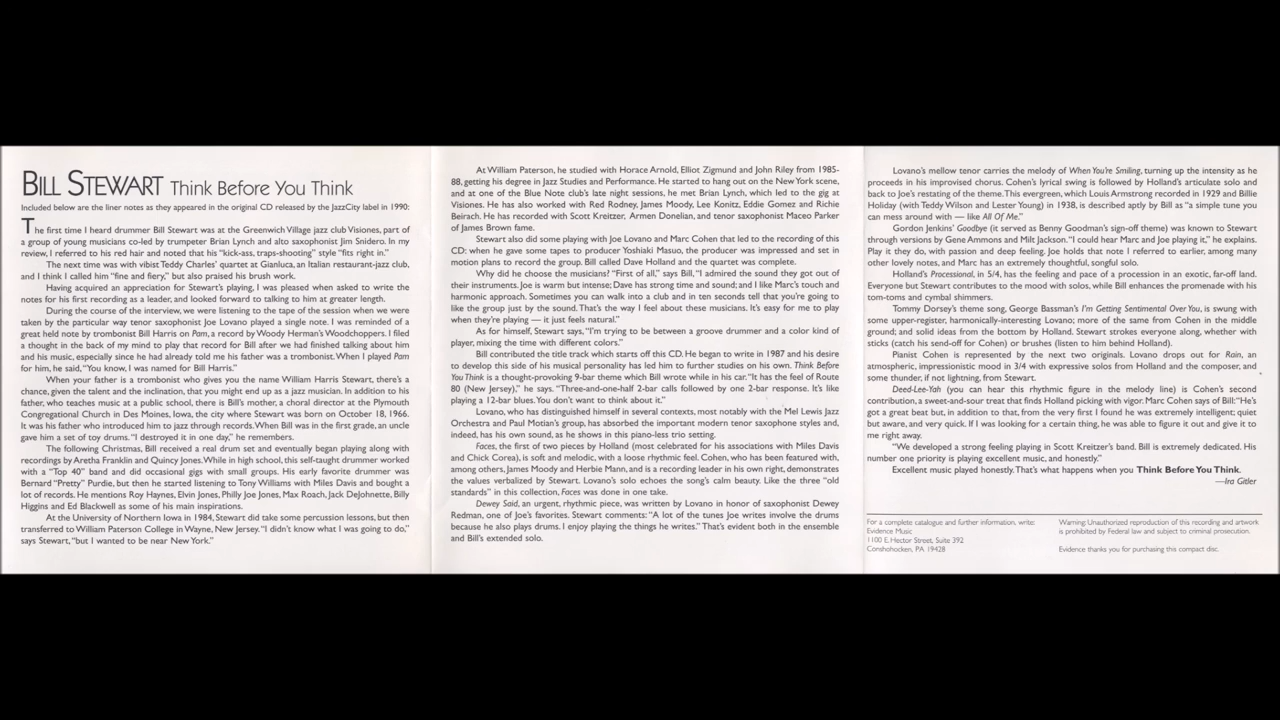 BILL STEWART Think Before You Think
Included below are the liner notes as they appeared in the original CD released by the JazzCity label in 1990:
The first time I heard drummer Bill Stewart was at the Greenwich Village jazz club Visiones, part of
a group of young musicians co-led by trumpeter Brian Lynch and alto saxophonist Jim Snidero. In my
review, I referred to his red hair and noted that his "kick-ass, traps-shooting" style "fits right in."
The next time was with vibist Teddy Charles' quartet at Gianluca, an Italian restaurant-jazz club,
and I think I called him "fine and fiery," but also praised his brush work.
Having acquired an appreciation for Stewart's playing, I was pleased when asked to write the
notes for his first recording as a leader, and looked forward to talking to him at greater length.
During the course of the interview, we were listening to the tape of the session when we were
taken by the particular way tenor saxophonist Joe Lovano played a single note. I was reminded of a
great held note by trombonist Bill Harris on Pam, a record by Woody Herman's Woodchoppers. I filed
a thought in the back of my mind to play that record for Bill after we had finished talking about him
and his music, especially since he had already told me his father was a trombonist. When I played Pam
for him, he said, "You know, I was named for Bill Harris."
When your father is a trombonist who gives you the name William Harris Stewart, there's a
chance, given the talent and the inclination, that you might end up as a jazz musician. In addition to his
father, who teaches music at a public school, there is Bill's mother, a choral director at the Plymouth
Congregational Church in Des Moines, Iowa, the city where Stewart was born on October 18, 1966.
It was his father who introduced him to jazz through records. When Bill was in the first grade, an uncle
gave him a set of toy drums. "I destroyed it in one day," he remembers.
The following Christmas, Bill received a real drum set and eventually began playing along with
recordings by Aretha Franklin and Quincy Jones. While in high school, this self-taught drummer worked
with a "Top 40" band and did occasional gigs with small groups. His early favorite drummer was
Bernard "Pretty" Purdie, but then he started listening to Tony Williams with Miles Davis and bought a
lot of records. He mentions Roy Haynes, Elvin Jones, Philly Joe Jones, Max Roach, Jack DeJohnette, Billy
Higgins and Ed Blackwell as some of his main inspirations.
At the University of Northern Iowa in 1984, Stewart did take some percussion lessons, but then
transferred to William Paterson College in Wayne, New Jersey. "I didn't know what I was going to do,"
says Stewart, "but I wanted to be near New York."
At William Paterson, he studied with Horace Arnold, Elliot Zigmund and John Riley from 1985-
88, getting his degree in Jazz Studies and Performance. He started to hang out on the New York scene,
and at one of the Blue Note club's late night sessions, he met Brian Lynch, which led to the gig at
Visiones. He has also worked with Red Rodney, James Moody, Lee Konitz, Eddie Gomez and Richie
Beirach. He has recorded with Scott Kreitzer, Armen Donelian, and tenor saxophonist Maceo Parker
of James Brown fame.
Stewart also did some playing with Joe Lovano and Marc Cohen that led to the recording of this
CD: when he gave some tapes to producer Yoshiaki Masuo, the producer was impressed and set in
motion plans to record the group. Bill called Dave Holland and the quartet was complete.
Why did he choose the musicians? "First of all," says Bill, "I admired the sound they got out of
their instruments. Joe is warm but intense; Dave has strong time and sound; and I like Marc's touch and
harmonic approach. Sometimes you can walk into a club and in ten seconds tell that you're going to
like the group just by the sound. That's the way I feel about these musicians. It's easy for me to play
when they're playing — it just feels natural."
As for himself, Stewart says, "I'm trying to be between a groove drummer and a color kind of
player, mixing the time with different colors."
Bill contributed the title track which starts off this CD. He began to write in 1987 and his desire
to develop this side of his musical personality has led him to further studies on his own. Think Before
You Think is a thought-provoking 9-bar theme which Bill wrote while in his car. "It has the feel of Route
80 (New Jersey)," he says. "Three-and-one-half 2-bar calls followed by one 2-bar response. It's like
playing a 12-bar blues. You don't want to think about it."
Lovano, who has distinguished himself in several contexts, most notably with the Mel Lewis Jazz
Orchestra and Paul Motian's group, has absorbed the important modern tenor saxophone styles and,
indeed, has his own sound, as he shows in this piano-less trio setting.
Faces, the first of two pieces by Holland (most celebrated for his associations with Miles Davis
and Chick Corea), is soft and melodic, with a loose rhythmic feel. Cohen, who has been featured with,
among others, James Moody and Herbie Mann, and is a recording leader in his own right, demonstrates
the values verbalized by Stewart. Lovano's solo echoes the song's calm beauty. Like the three "old
standards" in this collection, Faces was done in one take.
Dewey Said, an urgent, rhythmic piece, was written by Lovano in honor of saxophonist Dewey
Redman, one of Joe's favorites. Stewart comments: "A lot of the tunes Joe writes involve the drums
because he also plays drums. I enjoy playing the things he writes." That's evident both in the ensemble
and Bill's extended solo.
Lovano's mellow tenor carries the melody of When You're Smiling, turning up the intensity as he
proceeds in his improvised chorus. Cohen's lyrical swing is followed by Holland's articulate solo and
back to Joe's restating of the theme. This evergreen, which Louis Armstrong recorded in 1929 and Billie
Holiday (with Teddy Wilson and Lester Young) in 1938, is described aptly by Bill as "a simple tune you
can mess around with — like All Of Me."
Gordon Jenkins' Goodbye (it served as Benny Goodman's sign-off theme) was known to Stewart
through versions by Gene Ammons and Milt Jackson. "I could hear Marc and Joe playing it," he explains.
Play it they do, with passion and deep feeling. Joe holds that note I referred to earlier, among many
other lovely notes, and Marc has an extremely thoughtful, songful solo.
Holland's Processional, in 5/4, has the feeling and pace of a procession in an exotic, far-off land.
Everyone but Stewart contributes to the mood with solos, while Bill enhances the promenade with his
tom-toms and cymbal shimmers.
Tommy Dorsey's theme song, George Bassman's I'm Getting Sentimental Over You, is swung with
some upper-register, harmonically-interesting Lovano; more of the same from Cohen in the middle
ground; and solid ideas from the bottom by Holland. Stewart strokes everyone along, whether with
sticks (catch his send-off for Cohen) or brushes (listen to him behind Holland).
Pianist Cohen is represented by the next two originals. Lovano drops out for Rain, an
atmospheric, impressionistic mood in 3/4 with expressive solos from Holland and the composer, and
some thunder, if not lightning, from Stewart.
Deed-Lee-Yah (you can hear this rhythmic figure in the melody line) is Cohen's second
contribution, a sweet-and-sour treat that finds Holland picking with vigor. Marc Cohen says of Bill: "He's
got a great beat but, in addition to that, from the very first I found he was extremely intelligent; quiet
but aware, and very quick. If I was looking for a certain thing, he was able to figure it out and give it to
me right away.
"We developed a strong feeling playing in Scott Kreitzer's band. Bill is extremely dedicated. His
number one priority is playing excellent music, and honestly."
Excellent music played honestly. That's what happens when you Think Before You Think.
—Ira Gitler
For a complete catalogue and further information, write:
Evidence Music
1100 E. Hector Street, Suite 392
Conshohocken, PA 19428
Warning: Unauthorized reproduction of this recording and artwork
is prohibited by Federal law and subject to criminal prosecution.
Evidence thanks you for purchasing this compact disc.